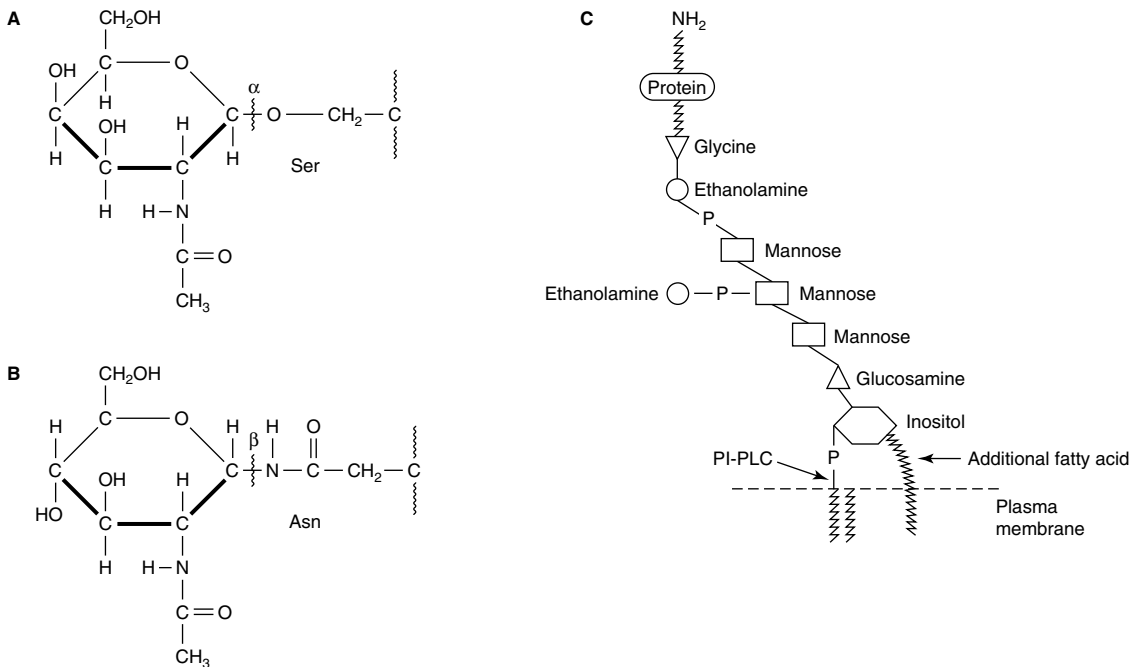 A
CH₂OH
C O
OH H
C α
OH H C O CH₂ C
H C C H Ser
H H–N
C=O
CH₃
B
CH₂OH
C O
H H β H O
C C N C CH₂ C
OH H
HO C C Asn
H H–N
C=O
CH₃
C
NH₂
Protein
Glycine
Ethanolamine
P
Mannose
Ethanolamine P Mannose
Mannose
Glucosamine
Inositol
PI-PLC P Additional fatty acid
Plasma
membrane